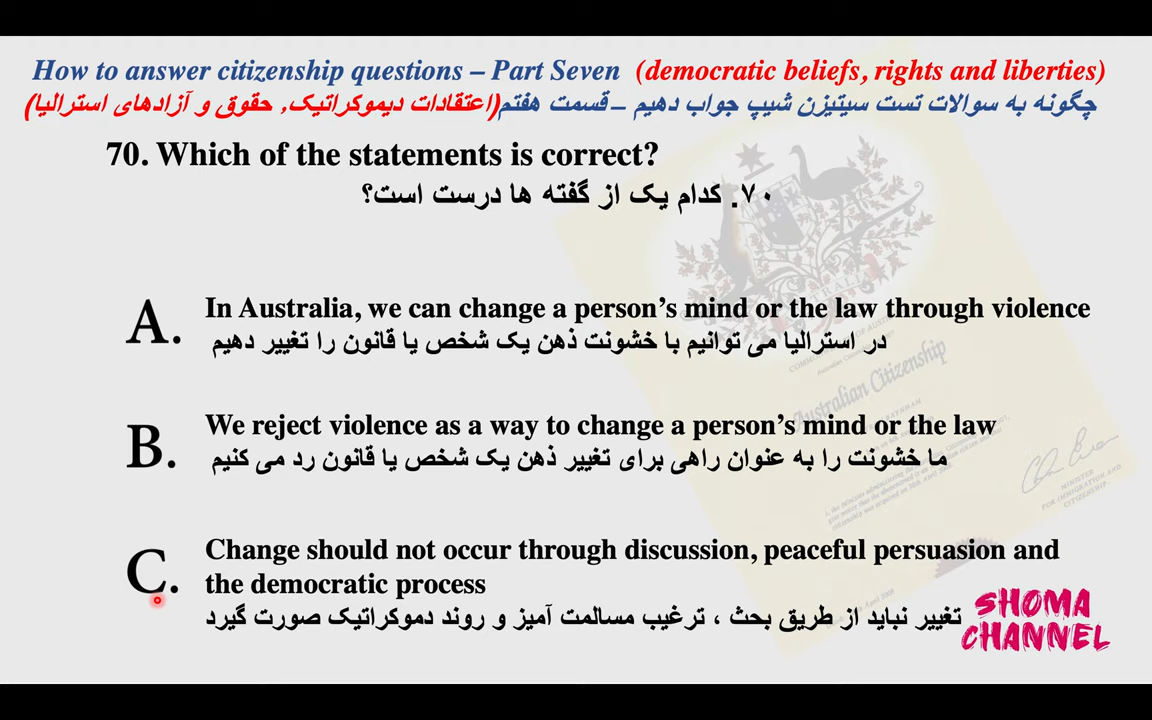 How to answer citizenship questions – Part Seven (democratic beliefs, rights and liberties)
چگونه به سوالات تست سیتیزن شیپ جواب دهیم – قسمت هفتم(اعتقادات دیموکراتیک, حقوق و آزادهای استرالیا)
70. Which of the statements is correct?
۷۰. کدام یک از گفته ها درست است؟
A. In Australia, we can change a person's mind or the law through violence
در استرالیا می توانیم با خشونت ذهن یک شخص یا قانون را تغییر دهیم
B. We reject violence as a way to change a person's mind or the law
ما خشونت را به عنوان راهی برای تغییر ذهن یک شخص یا قانون رد می کنیم
C. Change should not occur through discussion, peaceful persuasion and
the democratic process
تغییر نباید از طریق بحث ، ترغیب مسالمت آمیز و روند دموکراتیک صورت گیرد
Australian Citizenship
MINISTER
FOR IMMIGRATION AND
CITIZENSHIP
SHOMA
CHANNEL